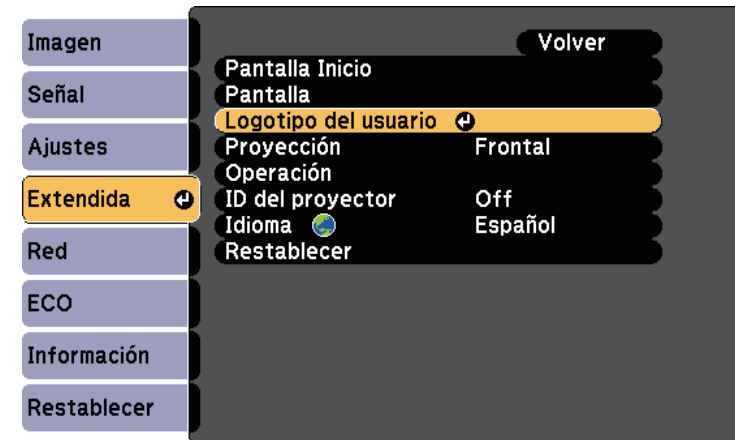 Imagen
Señal
Ajustes
Extendida
Red
ECO
Información
Restablecer
Volver
Pantalla Inicio
Pantalla
Logotipo del usuario
Proyección Frontal
Operación
ID del proyector Off
Idioma Español
Restablecer